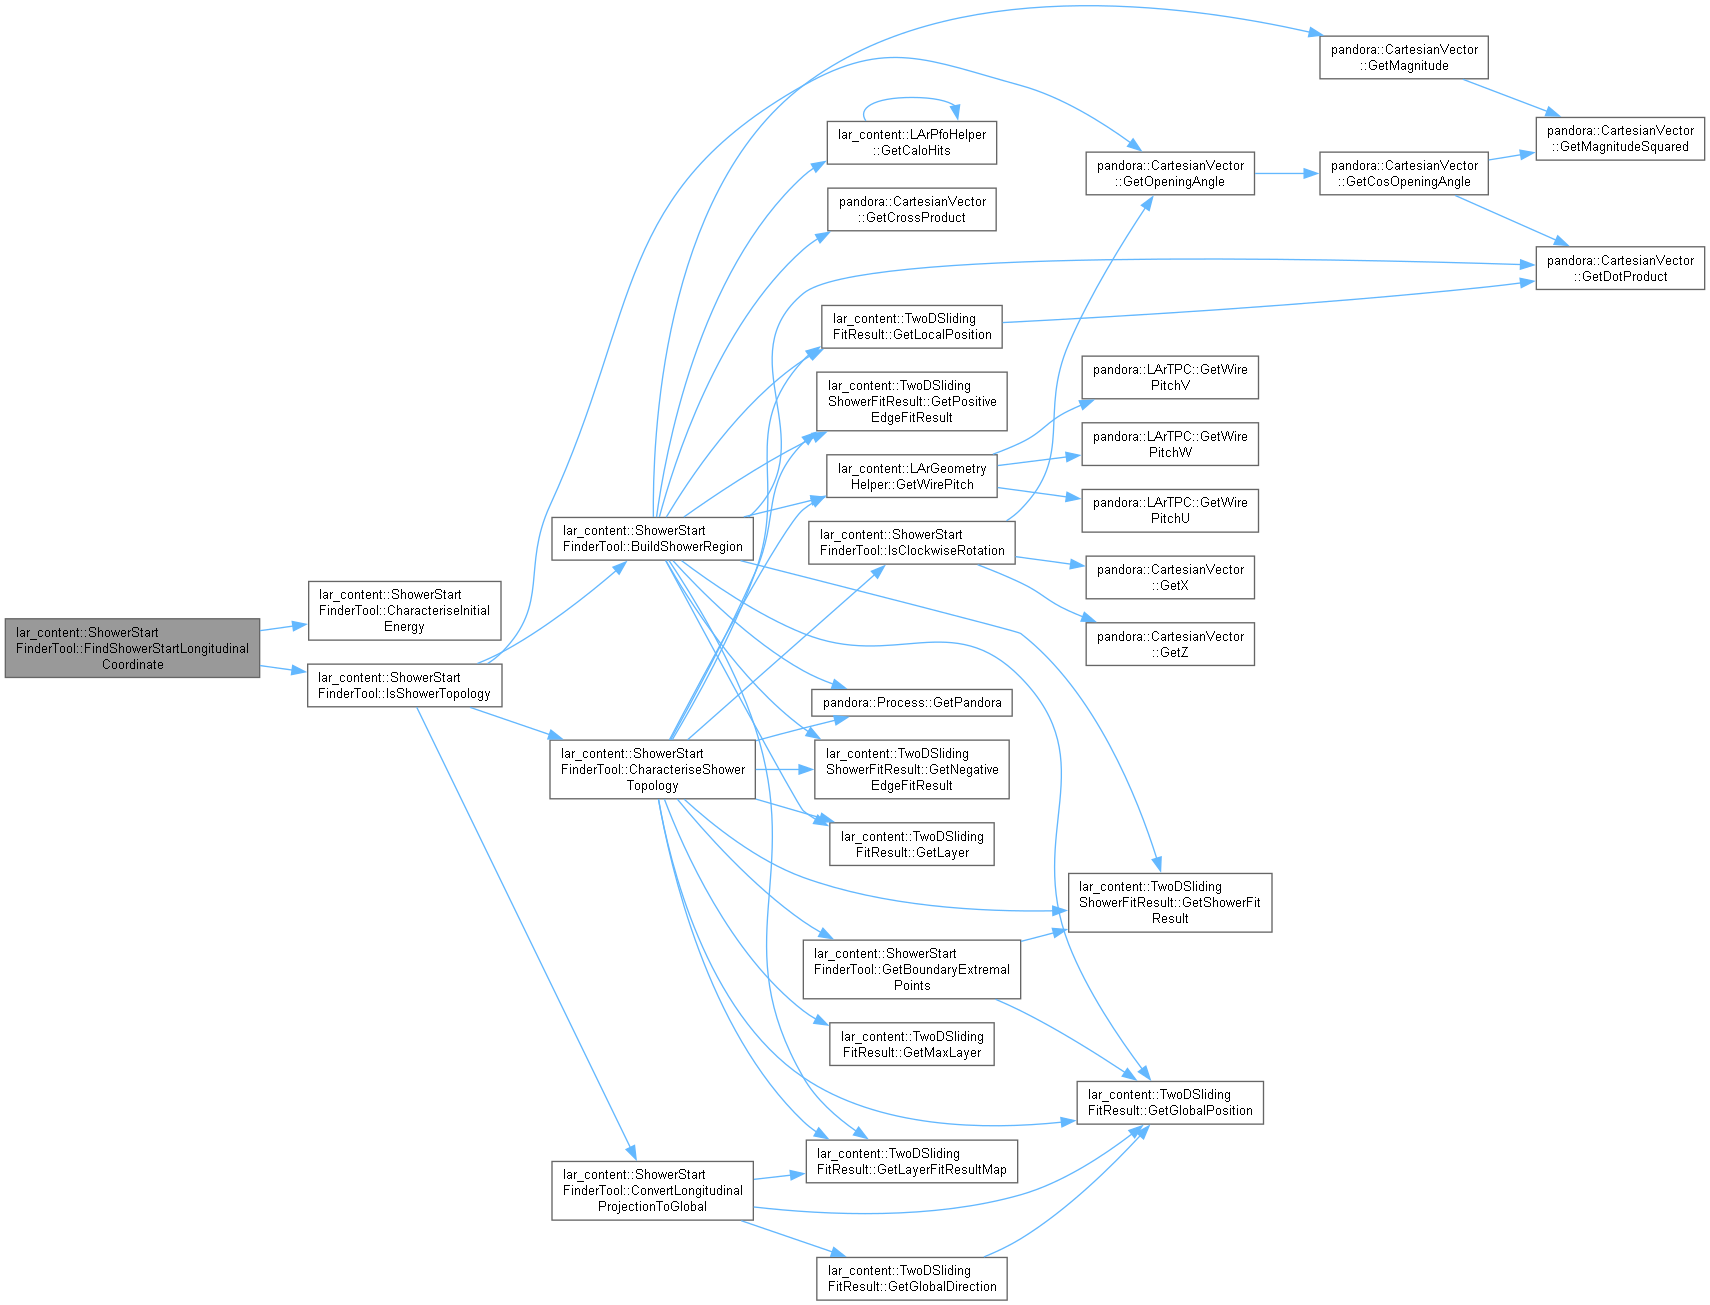 lar_content::ShowerStart
FinderTool::FindShowerStartLongitudinal
Coordinate
lar_content::ShowerStart
FinderTool::CharacteriseInitial
Energy
lar_content::ShowerStart
FinderTool::IsShowerTopology
lar_content::ShowerStart
FinderTool::BuildShowerRegion
lar_content::ShowerStart
FinderTool::CharacteriseShower
Topology
lar_content::ShowerStart
FinderTool::ConvertLongitudinal
ProjectionToGlobal
lar_content::LArPfoHelper
::GetCaloHits
pandora::CartesianVector
::GetCrossProduct
lar_content::TwoDSliding
FitResult::GetLocalPosition
lar_content::TwoDSliding
ShowerFitResult::GetPositive
EdgeFitResult
lar_content::LArGeometry
Helper::GetWirePitch
lar_content::ShowerStart
FinderTool::IsClockwiseRotation
pandora::Process::GetPandora
lar_content::TwoDSliding
ShowerFitResult::GetNegative
EdgeFitResult
lar_content::TwoDSliding
FitResult::GetLayer
lar_content::ShowerStart
FinderTool::GetBoundaryExtremal
Points
lar_content::TwoDSliding
FitResult::GetMaxLayer
lar_content::TwoDSliding
FitResult::GetLayerFitResultMap
lar_content::TwoDSliding
FitResult::GetGlobalDirection
pandora::CartesianVector
::GetOpeningAngle
pandora::LArTPC::GetWire
PitchV
pandora::LArTPC::GetWire
PitchW
pandora::LArTPC::GetWire
PitchU
pandora::CartesianVector
::GetX
pandora::CartesianVector
::GetZ
lar_content::TwoDSliding
ShowerFitResult::GetShowerFit
Result
lar_content::TwoDSliding
FitResult::GetGlobalPosition
pandora::CartesianVector
::GetMagnitude
pandora::CartesianVector
::GetCosOpeningAngle
pandora::CartesianVector
::GetMagnitudeSquared
pandora::CartesianVector
::GetDotProduct